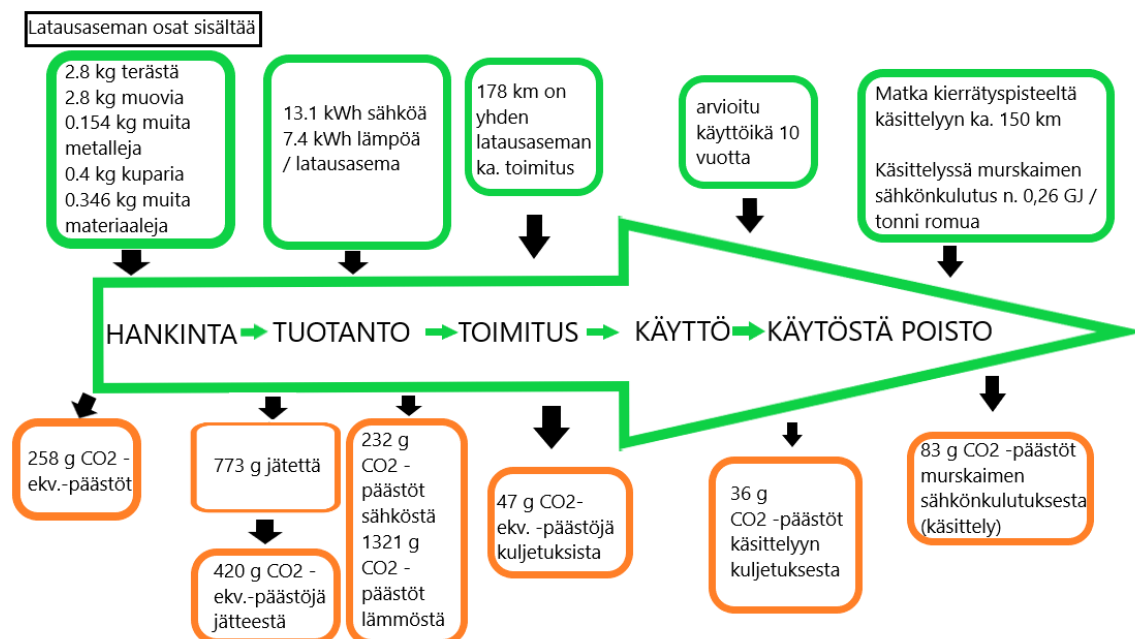 Latausaseman osat sisältää
2.8 kg terästä
2.8 kg muovia
0.154 kg muita
metalleja
0.4 kg kuparia
0.346 kg muita
materiaaleja
13.1 kWh sähköä
7.4 kWh lämpöä
/ latausasema
178 km on
yhden
latausaseman
ka. toimitus
arvioitu
käyttöikä 10
vuotta
Matka kierrätyspisteeltä
käsittelyyn ka. 150 km
Käsittelyssä murskaimen
sähkönkulutus n. 0,26 GJ /
tonni romua
HANKINTA
TUOTANTO
TOIMITUS
KÄYTTÖ
KÄYTÖSTÄ POISTO
258 g CO2 -
ekv.-päästöt
773 g jätettä
420 g CO2 -
ekv.-päästöjä
jätteestä
232 g
CO2 -
päästöt
sähköstä
1321 g
CO2 -
päästöt
lämmöstä
47 g CO2-
ekv. -päästöjä
kuljetuksista
36 g
CO2 -päästöt
käsittelyyn
kuljetuksesta
83 g CO2 -päästöt
murskaimen
sähkönkulutuksesta
(käsittely)